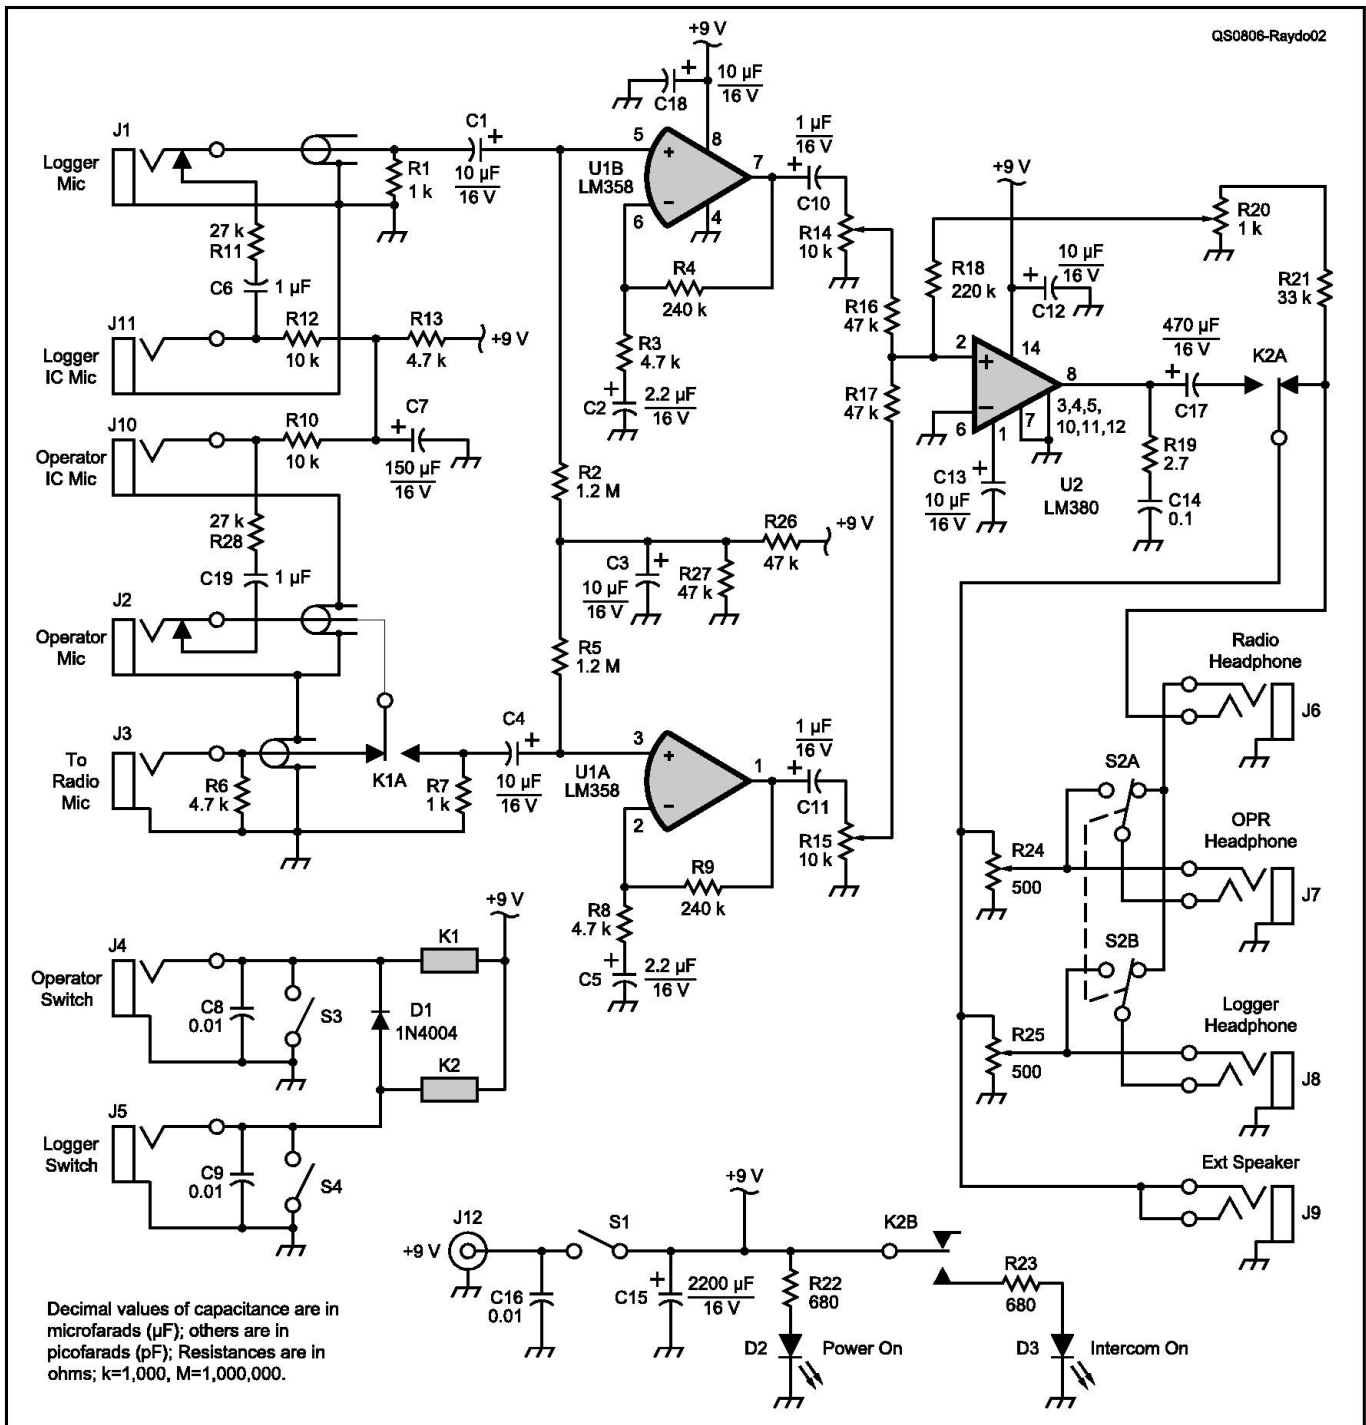 QS0806-Raydo02
+9 V
10 µF
16 V
C18
J1
Logger
Mic
R1
1 k
C1
+
10 µF
16 V
5
6
7
8
4
+
–
U1B
LM358
1 µF
16 V
+
C10
R14
10 k
+9 V
10 µF
16 V
+
C12
R20
1 k
R21
33 k
27 k
R11
C6
1 µF
R4
240 k
R18
220 k
R16
47 k
J11
Logger
IC Mic
R12
10 k
R13
4.7 k
+9 V
R3
4.7 k
+
C2
2.2 µF
16 V
2
14
8
+
–
6
1
7
3,4,5,
10,11,12
U2
LM380
470 µF
16 V
+
C17
K2A
R17
47 k
J10
Operator
IC Mic
R10
10 k
C7
+
150 µF
16 V
R2
1.2 M
C13
+
10 µF
16 V
R19
2.7
C14
0.1
27 k
R28
C19
1 µF
R26
47 k
+9 V
C3
+
10 µF
16 V
R27
47 k
J2
Operator
Mic
R5
1.2 M
Radio
Headphone
J6
J3
To
Radio
Mic
R6
4.7 k
K1A
R7
1 k
C4
+
10 µF
16 V
3
2
1
+
–
U1A
LM358
1 µF
16 V
+
C11
R15
10 k
S2A
OPR
Headphone
J7
R24
500
R9
240 k
R8
4.7 k
+
C5
2.2 µF
16 V
S2B
+9 V
K1
J4
Operator
Switch
C8
0.01
S3
D1
1N4004
K2
Logger
Headphone
J8
R25
500
J5
Logger
Switch
C9
0.01
S4
Ext Speaker
J9
J12
+9 V
S1
+9 V
K2B
C16
0.01
C15
+
2200 µF
16 V
R22
680
R23
680
D2
Power On
D3
Intercom On
Decimal values of capacitance are in
microfarads (µF); others are in
picofarads (pF); Resistances are in
ohms; k=1,000, M=1,000,000.